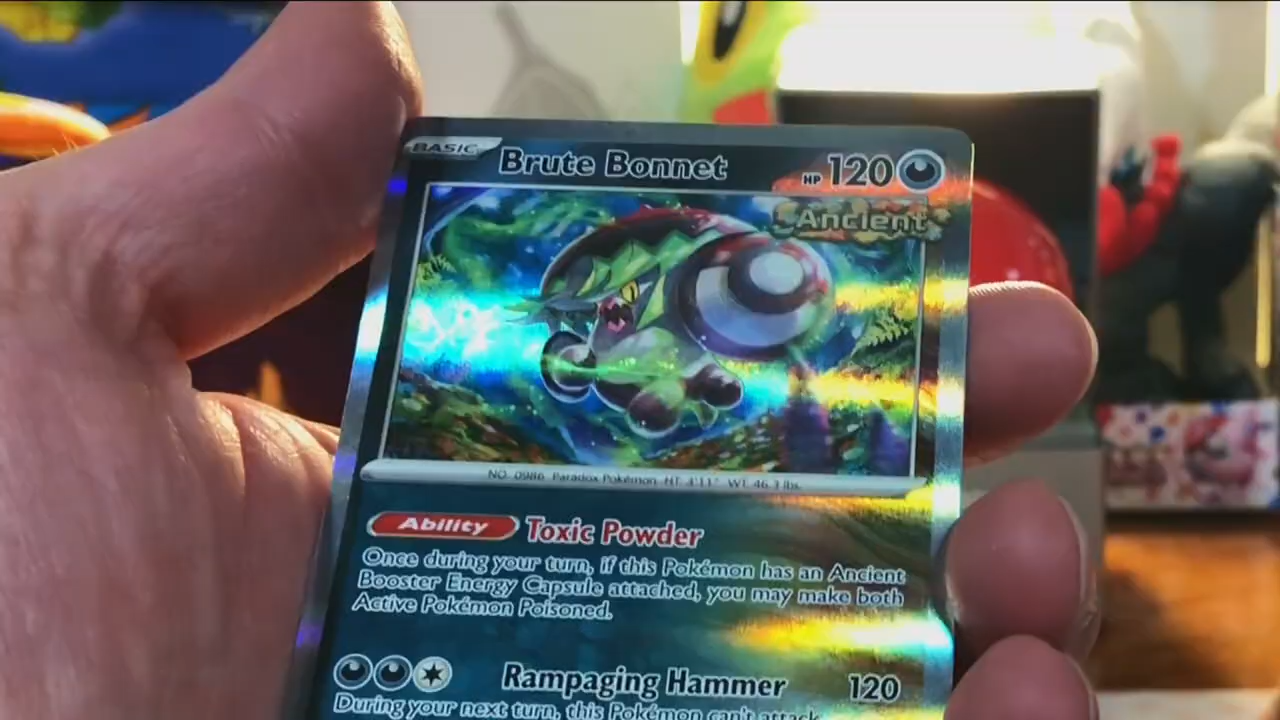 BASIC Brute Bonnet HP 120
Ancient
NO. 0986 Paradox Pokémon HT: 4'11" WT: 46.3 lbs.
Ability Toxic Powder
Once during your turn, if this Pokémon has an Ancient
Booster Energy Capsule attached, you may make both
Active Pokémon Poisoned.
Rampaging Hammer 120
During your next turn, this Pokémon can't attack.